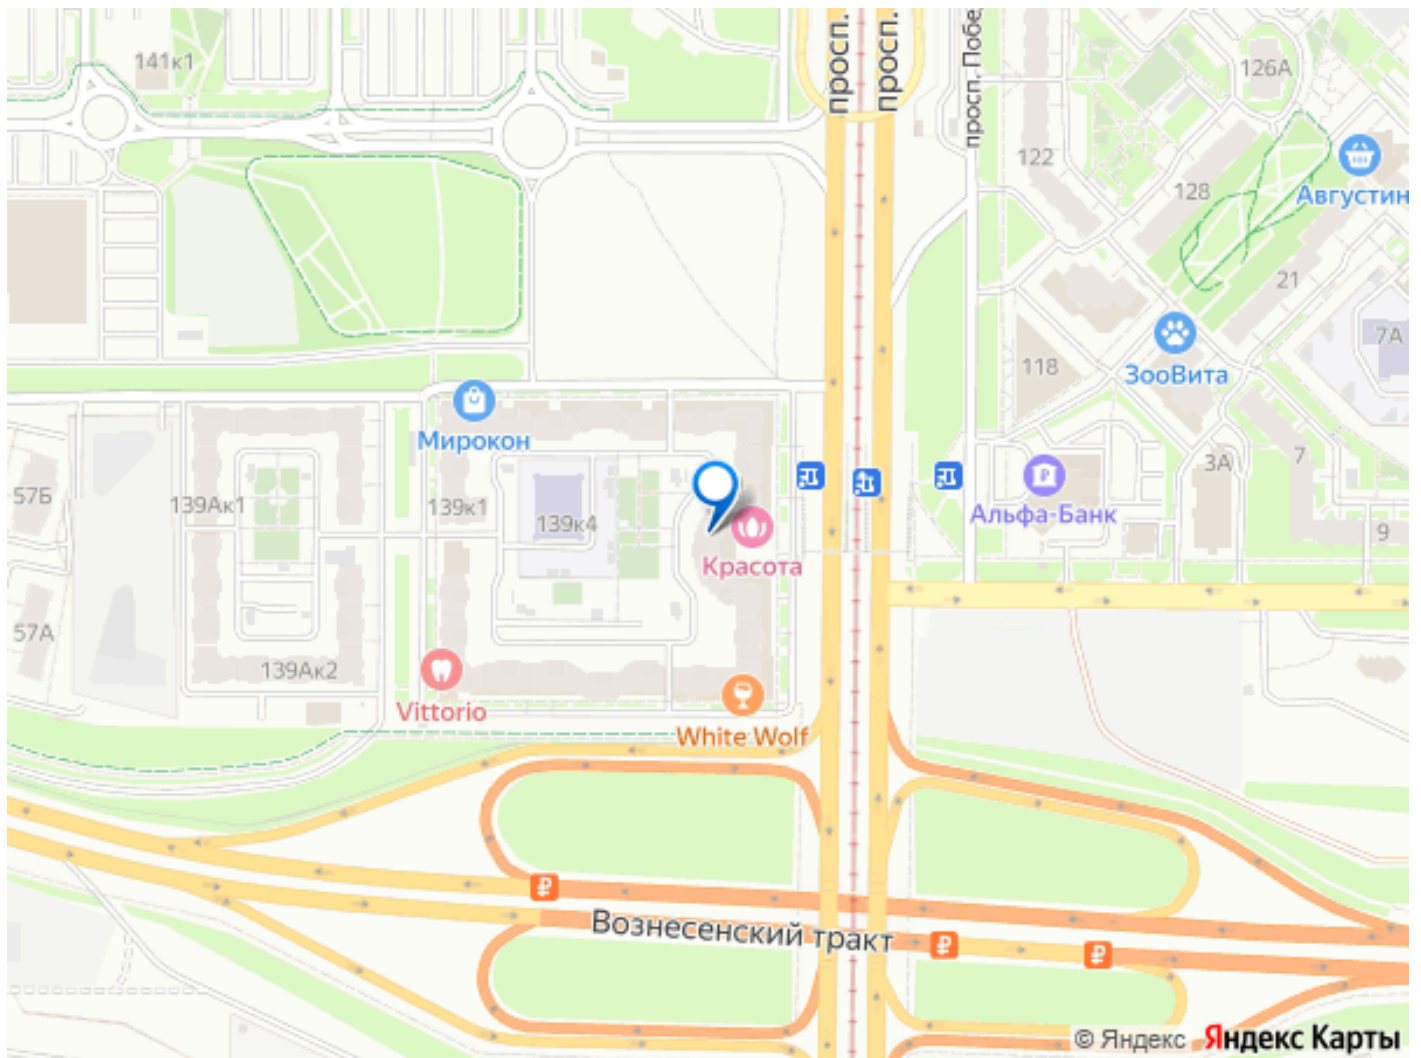 141к1
просп.
просп.
просп. Побе
126А
122
128
Августин
21
7А
118
ЗооВита
Мирокон
57Б
139Ак1
139к1
139к4
3А
7
Альфа-Банк
9
Красота
57А
139Ак2
Vittorio
White Wolf
Вознесенский тракт
© Яндекс Яндекс Карты